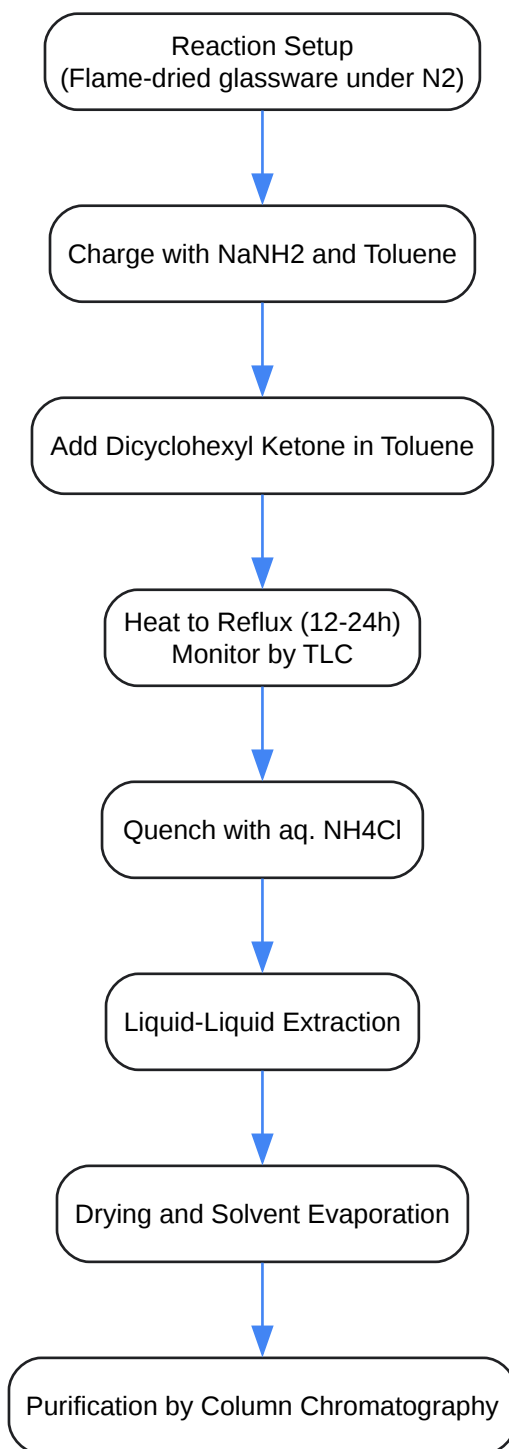 Reaction Setup
(Flame-dried glassware under N2)
Charge with NaNH2 and Toluene
Add Dicyclohexyl Ketone in Toluene
Heat to Reflux (12-24h)
Monitor by TLC
Quench with aq. NH4Cl
Liquid-Liquid Extraction
Drying and Solvent Evaporation
Purification by Column Chromatography